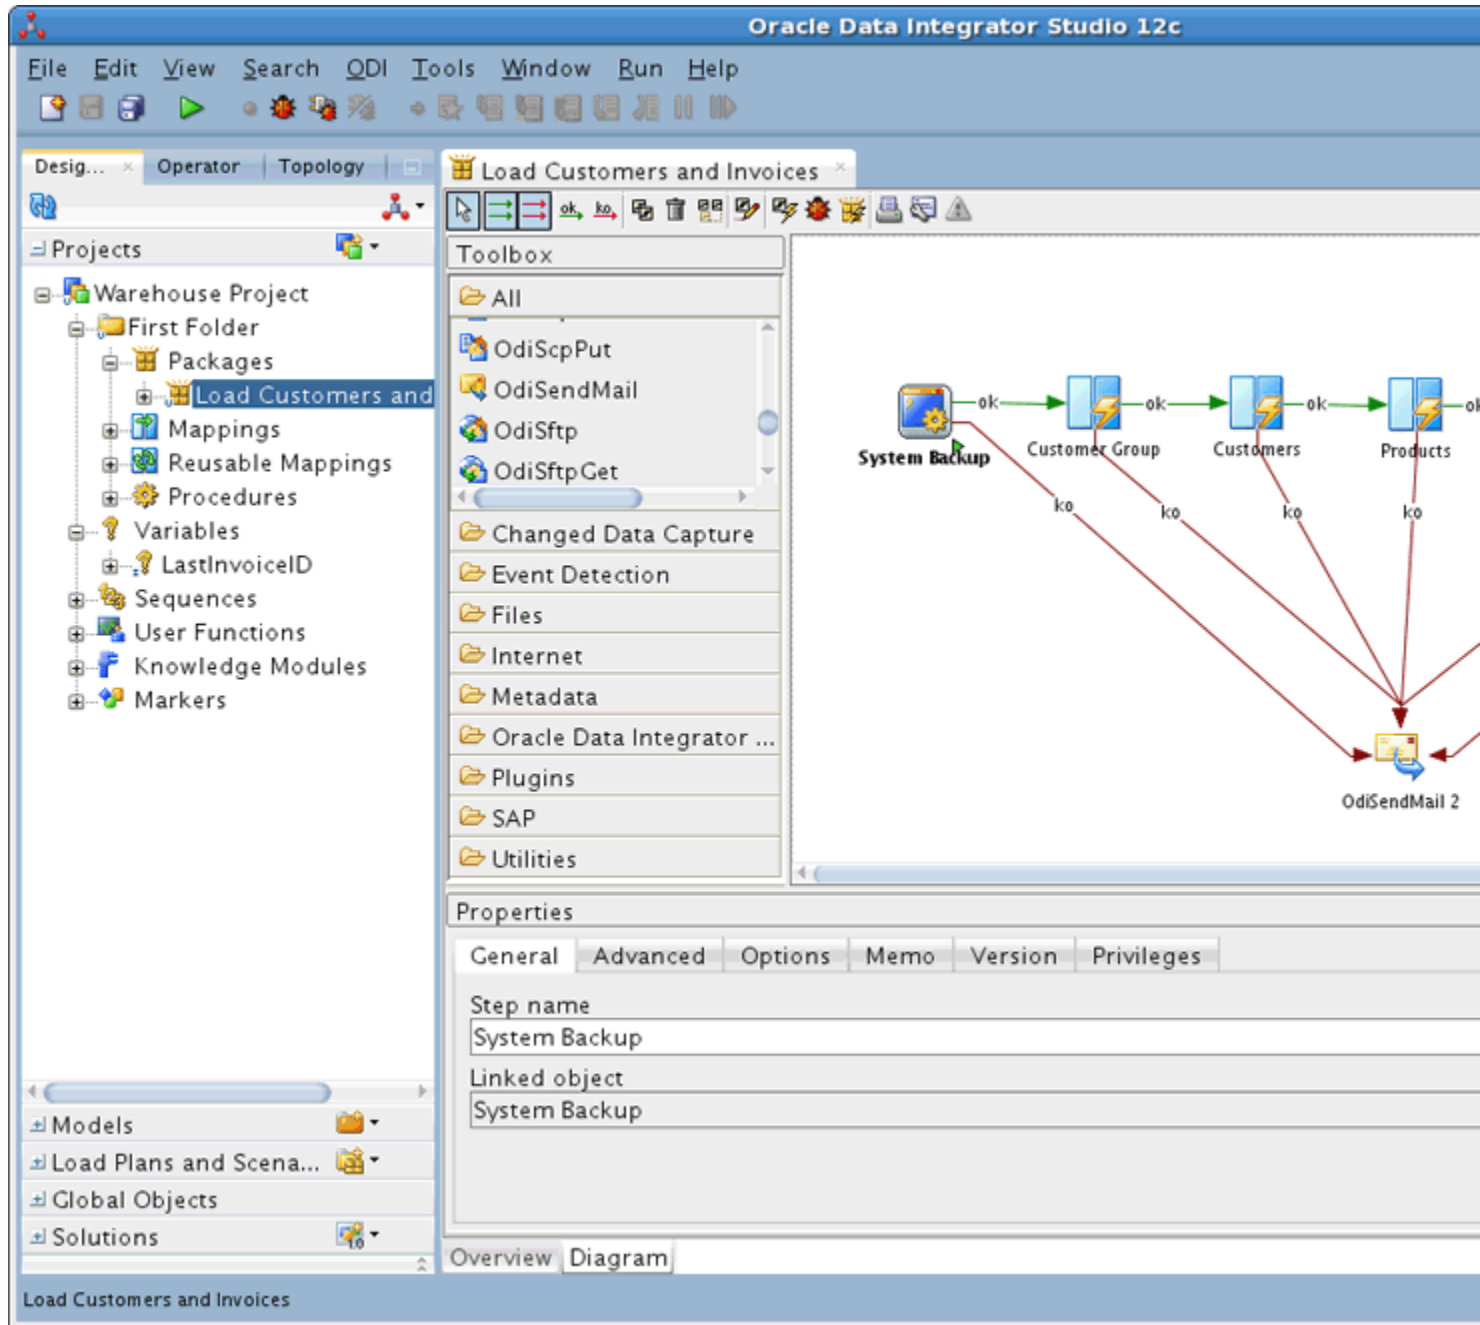 Oracle Data Integrator Studio 12c
File Edit View Search ODI Tools Window Run Help
Desig... Operator Topology
Projects
Warehouse Project
First Folder
Packages
Load Customers and
Mappings
Reusable Mappings
Procedures
Variables
LastInvoiceID
Sequences
User Functions
Knowledge Modules
Markers
Models
Load Plans and Scena...
Global Objects
Solutions
1.0
Load Customers and Invoices
ok ko
Toolbox
All
OdiScpPut
OdiSendMail
OdiSftp
OdiSftpGet
Changed Data Capture
Event Detection
Files
Internet
Metadata
Oracle Data Integrator ...
Plugins
SAP
Utilities
ok ok ok ok
System Backup Customer Group Customers Products
ko ko ko ko
OdiSendMail 2
Properties
General Advanced Options Memo Version Privileges
Step name
System Backup
Linked object
System Backup
Overview Diagram
Load Customers and Invoices